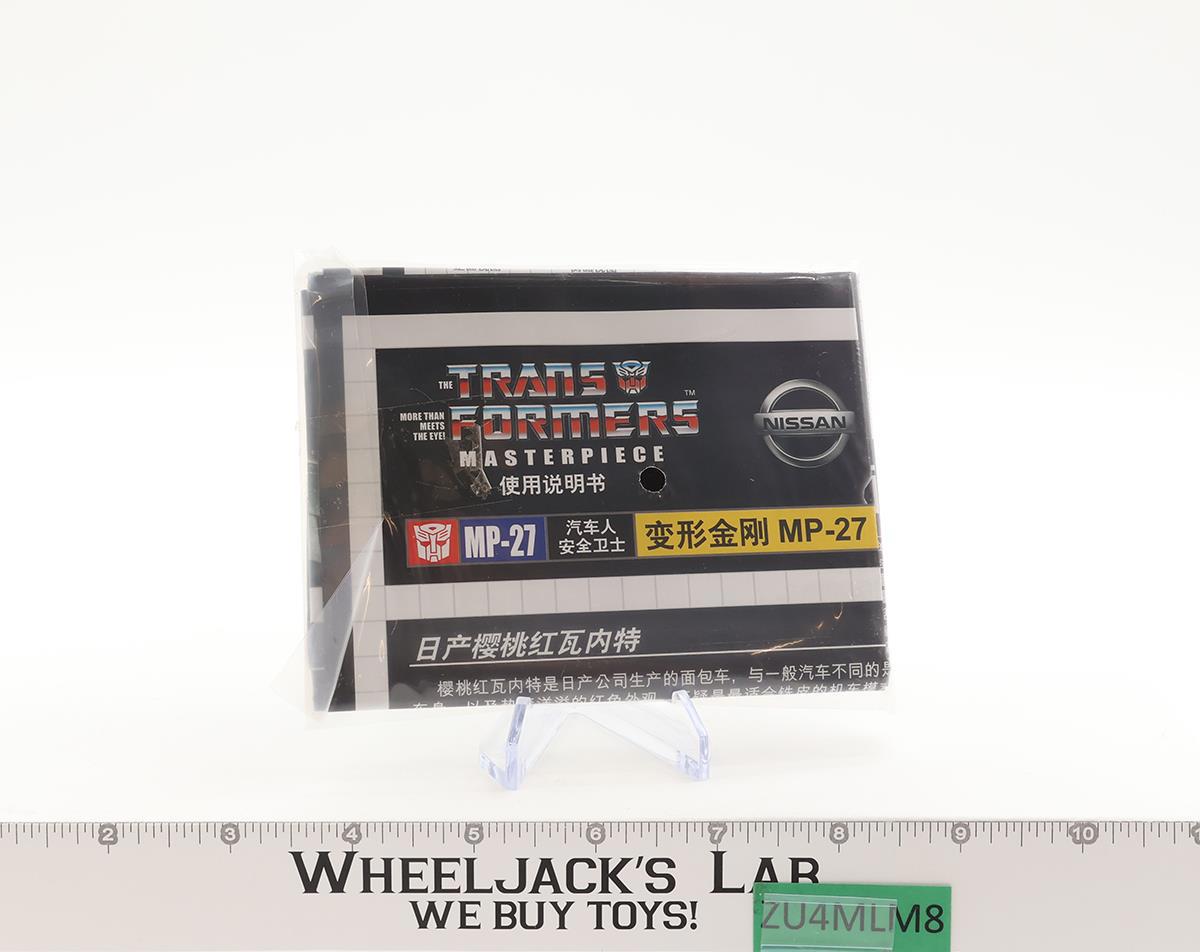 THE TRANSFORMERS™
MORE THAN
MEETS
THE EYE!
MASTERPIECE
使用说明书
NISSAN
MP-27
汽车人
安全卫士
变形金刚 MP-27
日产樱桃红瓦内特
樱桃红瓦内特是日产公司生产的面包车，与一般汽车不同的是
2 3 4 5 6 7 8 9 10
WHEELJACK'S LAB
WE BUY TOYS!
ZU4MLM8